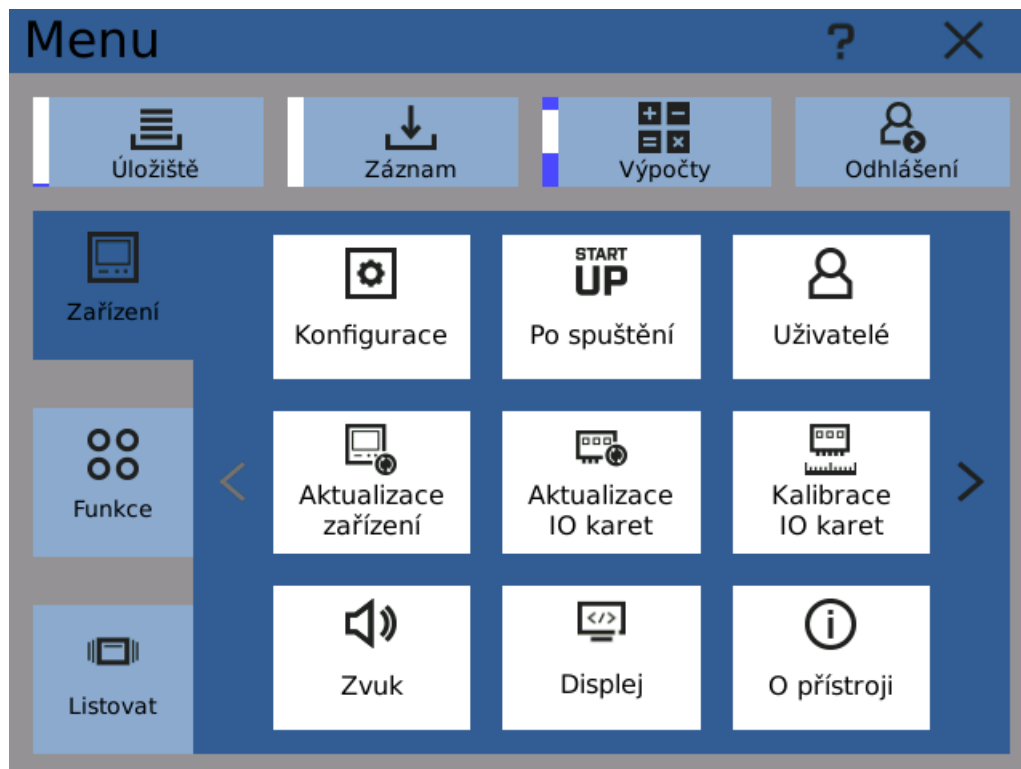 Menu
?
Úložiště
Záznam
Výpočty
Odhlášení
Zařízení
Funkce
Listovat
Konfigurace
START
UP
Po spuštění
Uživatelé
Aktualizace
zařízení
Aktualizace
IO karet
Kalibrace
IO karet
Zvuk
Displej
O přístroji